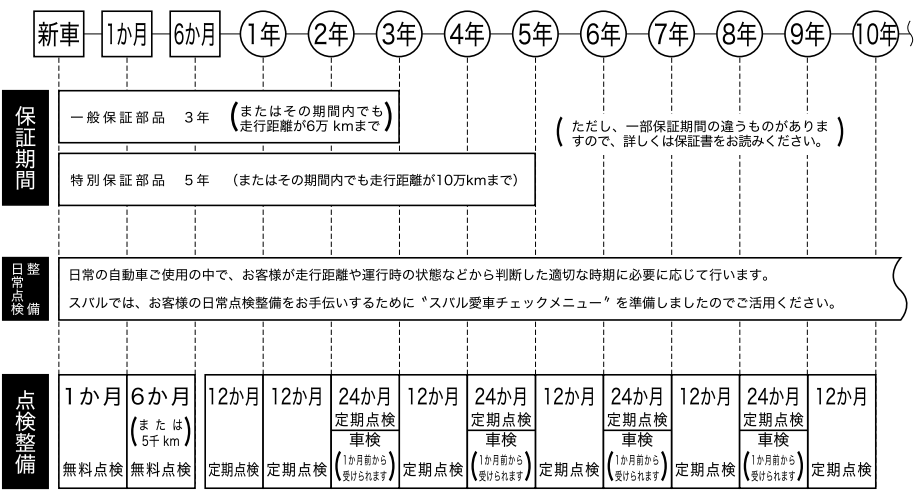 新車 1か月 6か月 1年 2年 3年 4年 5年 6年 7年 8年 9年 10年
保証期間
一般保証部品 3年
(またはその期間内でも
走行距離が6万 kmまで)
(ただし、一部保証期間の違うものがありま
すので、詳しくは保証書をお読みください。)
特別保証部品 5年 (またはその期間内でも走行距離が10万kmまで)
日常点検
整備
日常の自動車ご使用の中で、お客様が走行距離や運行時の状態などから判断した適切な時期に必要に応じて行います。
スバルでは、お客様の日常点検整備をお手伝いするために〝スバル愛車チェックメニュー〞を準備しましたのでご活用ください。
点検整備
1か月
無料点検
6か月
(または
5千km)
無料点検
12か月
定期点検
12か月
定期点検
24か月
定期点検
車検
(1か月前から
受けられます)
12か月
定期点検
24か月
定期点検
車検
(1か月前から
受けられます)
12か月
定期点検
24か月
定期点検
車検
(1か月前から
受けられます)
12か月
定期点検
24か月
定期点検
車検
(1か月前から
受けられます)
12か月
定期点検